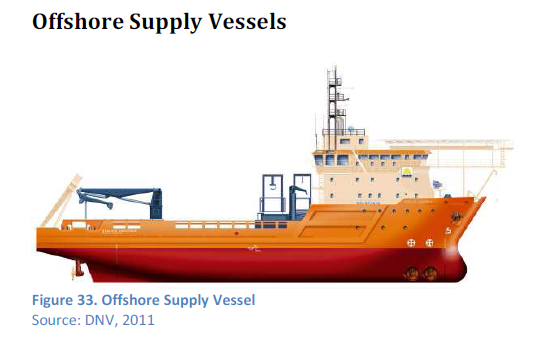 Offshore Supply Vessels
Figure 33. Offshore Supply Vessel
Source: DNV, 2011